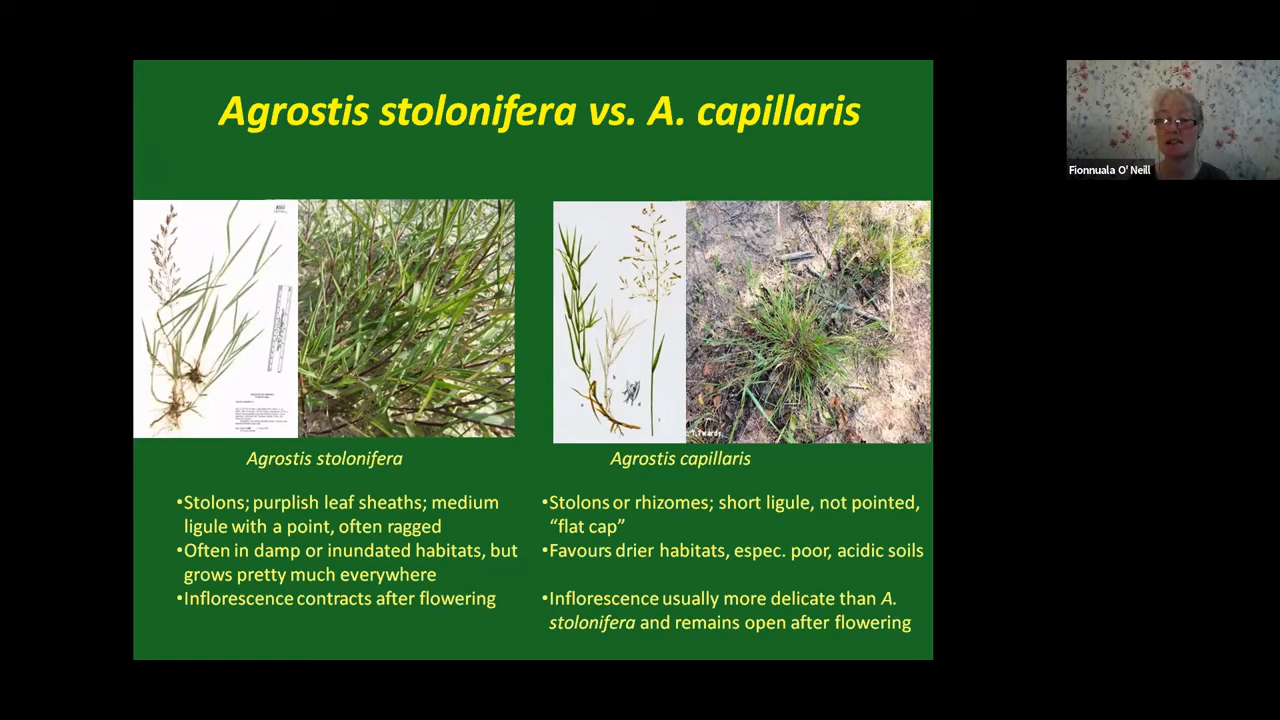 Agrostis stolonifera vs. A. capillaris
Fionnuala O' Neill
T.Twardy
Agrostis stolonifera
Agrostis capillaris
•Stolons; purplish leaf sheaths; medium
ligule with a point, often ragged
•Often in damp or inundated habitats, but
grows pretty much everywhere
•Inflorescence contracts after flowering
•Stolons or rhizomes; short ligule, not pointed,
“flat cap”
•Favours drier habitats, espec. poor, acidic soils
•Inflorescence usually more delicate than A.
stolonifera and remains open after flowering